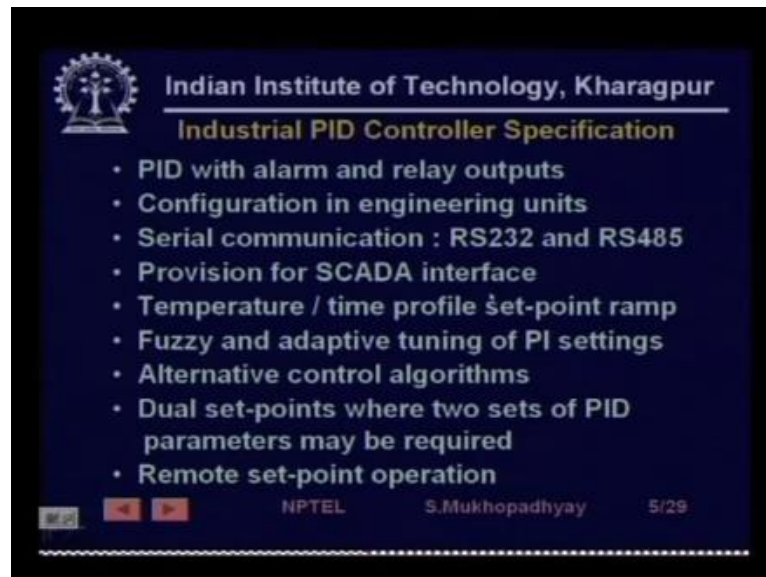 Indian Institute of Technology, Kharagpur
Industrial PID Controller Specification
• PID with alarm and relay outputs
• Configuration in engineering units
• Serial communication : RS232 and RS485
• Provision for SCADA interface
• Temperature / time profile set-point ramp
• Fuzzy and adaptive tuning of PI settings
• Alternative control algorithms
• Dual set-points where two sets of PID
parameters may be required
• Remote set-point operation
NPTEL S.Mukhopadhyay 5/29